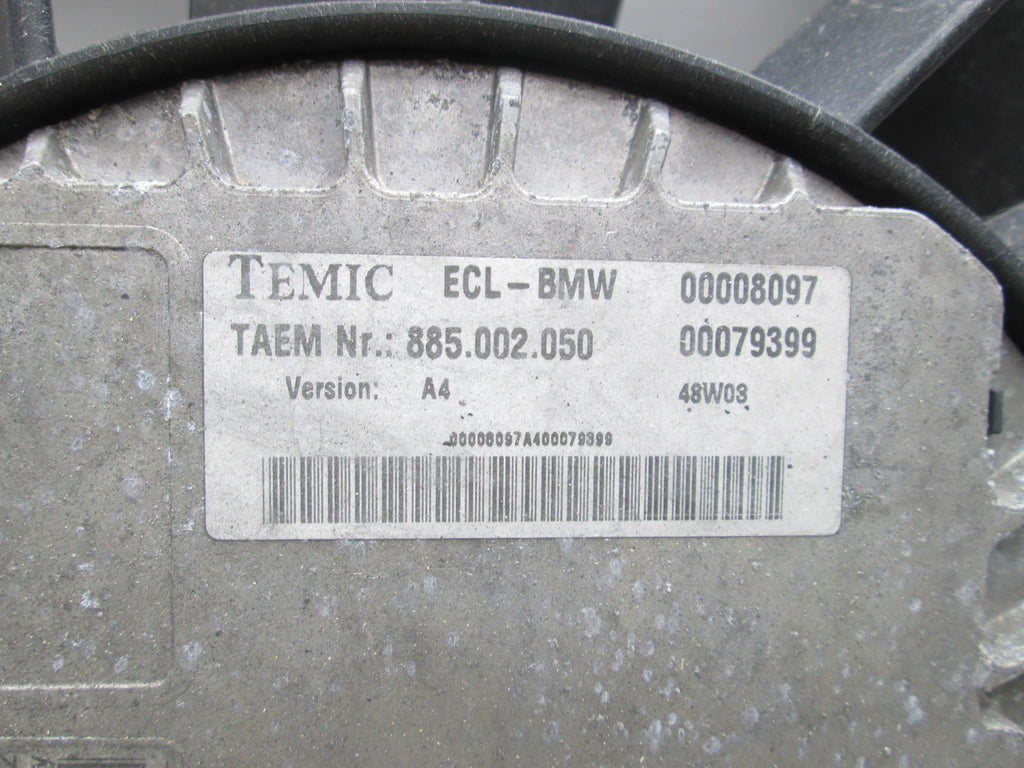 TEMIC ECL-BMW 00008097
TAEM Nr.: 885.002.050 00079399
Version: A4 48W03
00008097A400079399